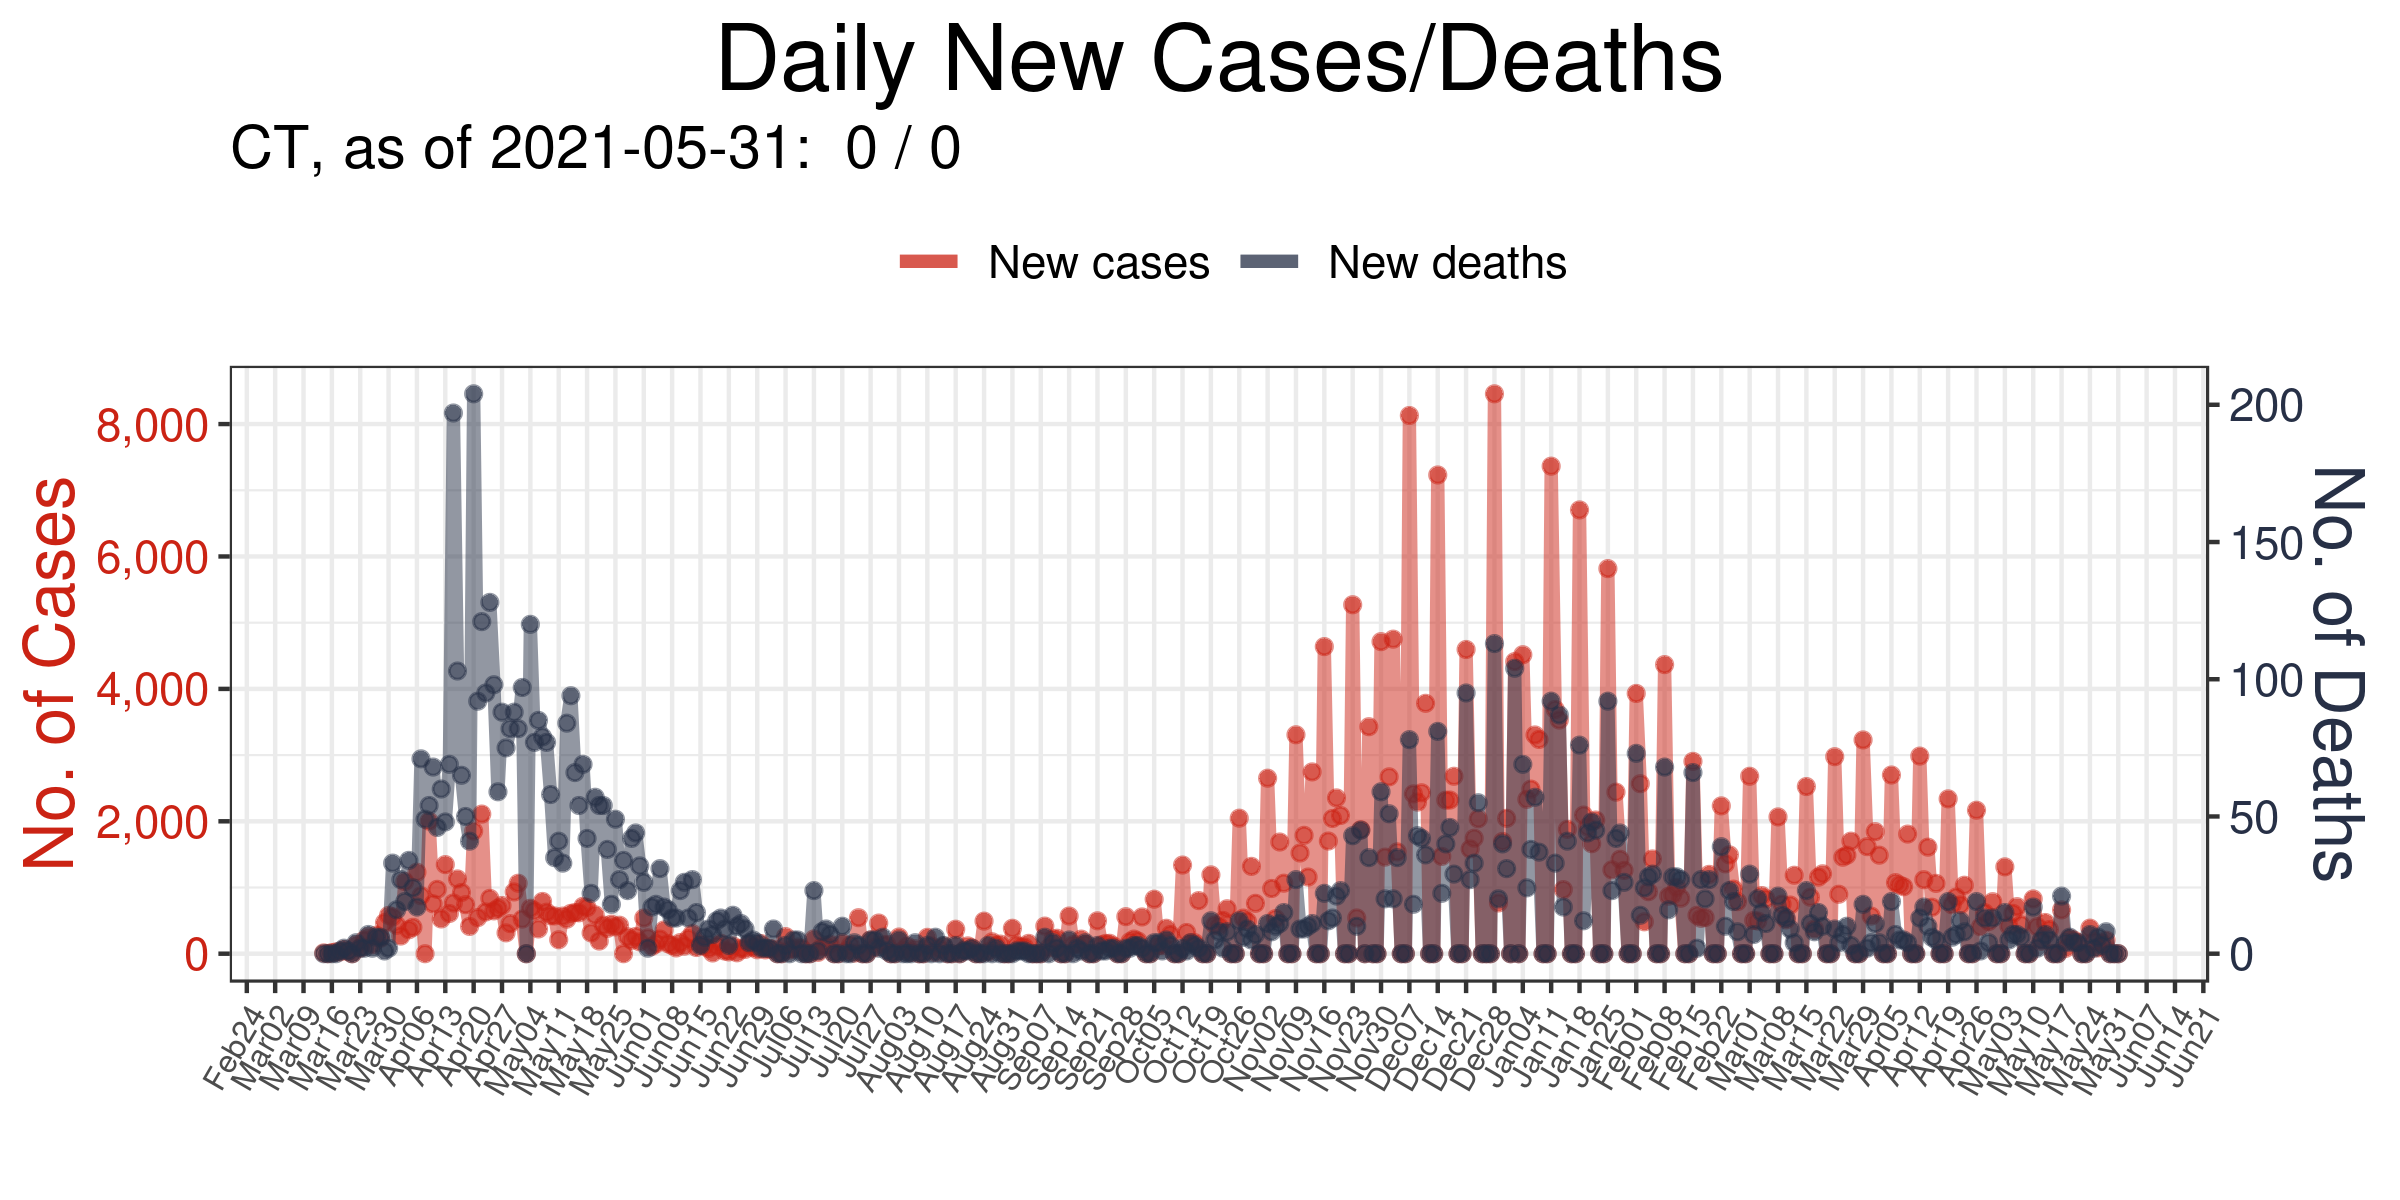 Daily New Cases/Deaths
CT, as of 2021-05-31:  0 / 0
New cases New deaths
No. of Cases
8,000
6,000
4,000
2,000
0
No. of Deaths
200
150
100
50
0
Feb24 Mar02 Mar09 Mar16 Mar23 Mar30 Apr06 Apr13 Apr20 Apr27 May04 May11 May18 May25 Jun01 Jun08 Jun15 Jun22 Jun29 Jul06 Jul13 Jul20 Jul27 Aug03 Aug10 Aug17 Aug24 Aug31 Sep07 Sep14 Sep21 Sep28 Oct05 Oct12 Oct19 Oct26 Nov02 Nov09 Nov16 Nov23 Nov30 Dec07 Dec14 Dec21 Dec28 Jan04 Jan11 Jan18 Jan25 Feb01 Feb08 Feb15 Feb22 Mar01 Mar08 Mar15 Mar22 Mar29 Apr05 Apr12 Apr19 Apr26 May03 May10 May17 May24 May31 Jun07 Jun14 Jun21